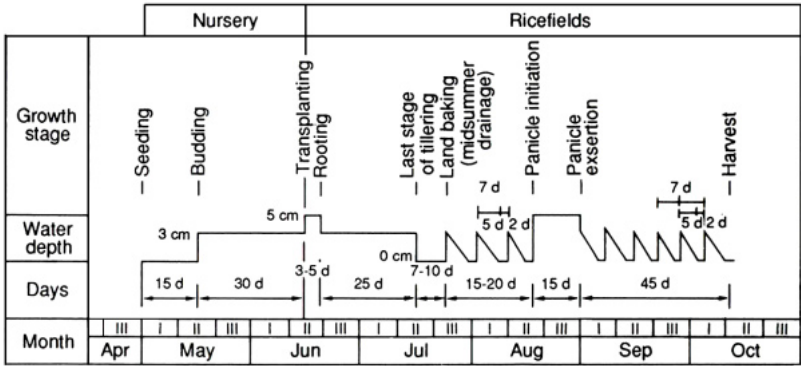 Nursery
Ricefields
Growth
stage
Seeding
Budding
Transplanting
Rooting
Last stage
of tillering
Land baking
(midsummer
drainage)
Panicle initiation
Panicle
exsertion
Harvest
7 d
7 d
5 cm
5 d 2 d
5 d 2 d
Water
depth
3 cm
0 cm
Days
15 d
30 d
3-5 d
25 d
7-10 d
15-20 d
15 d
45 d
Month
III I II III I II III I II III I II III I II III I II III
Apr May Jun Jul Aug Sep Oct